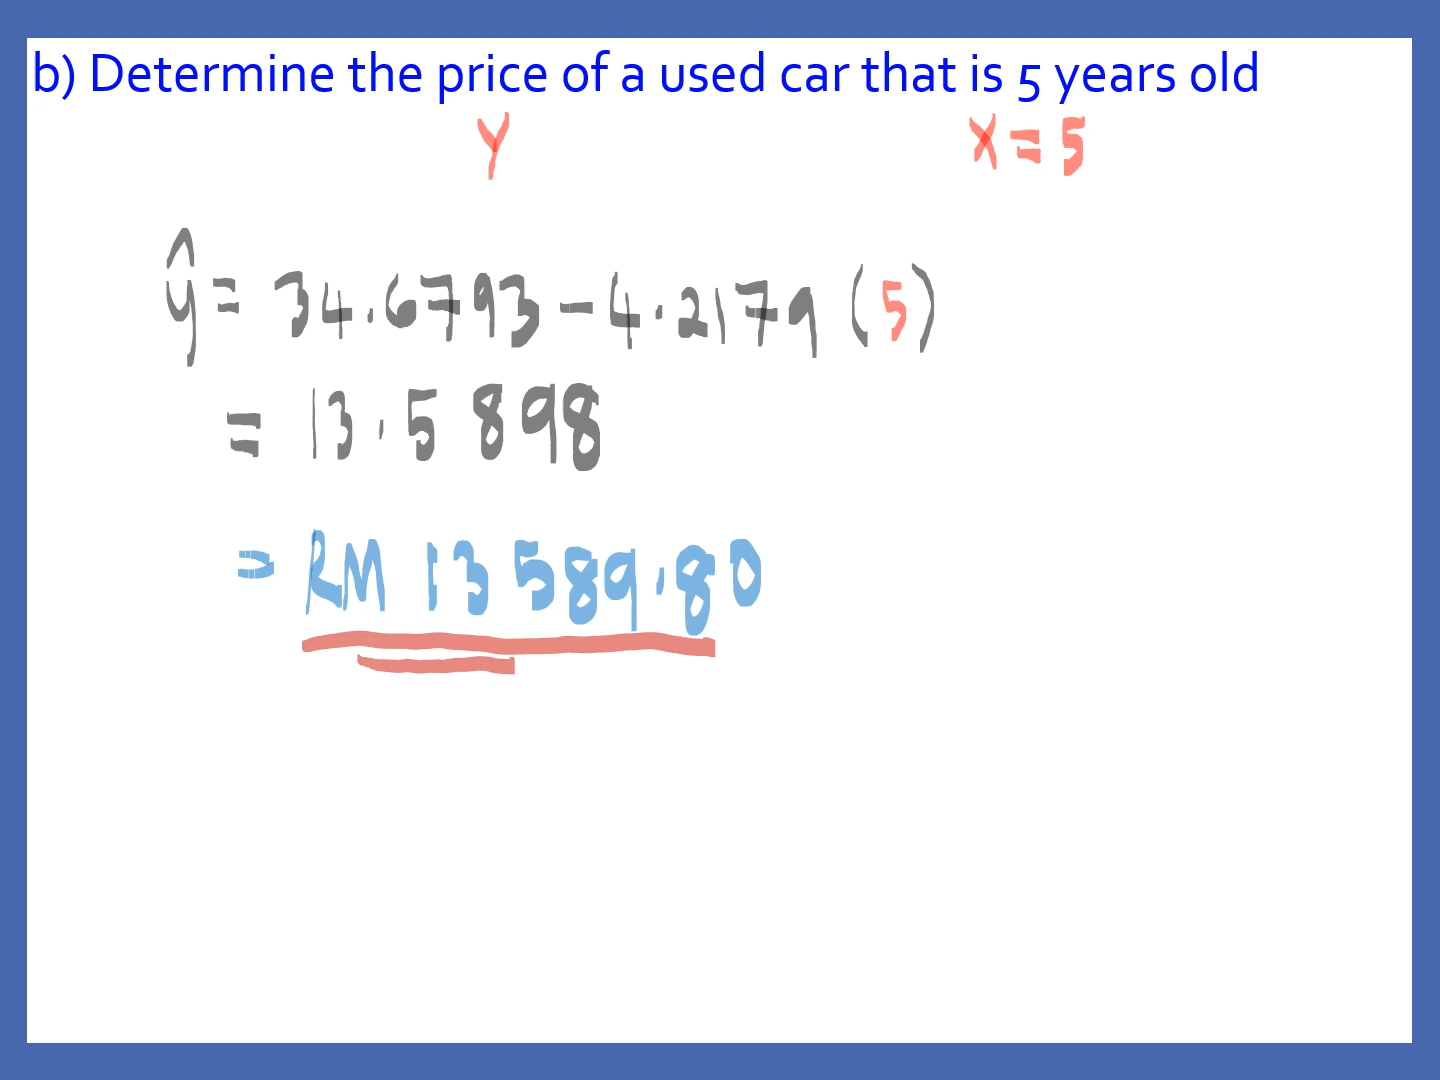 b) Determine the price of a used car that is 5 years old
Y X = 5
ŷ = 34.6793 - 4.2179 (5)
= 13.5898
= RM 13 589.80